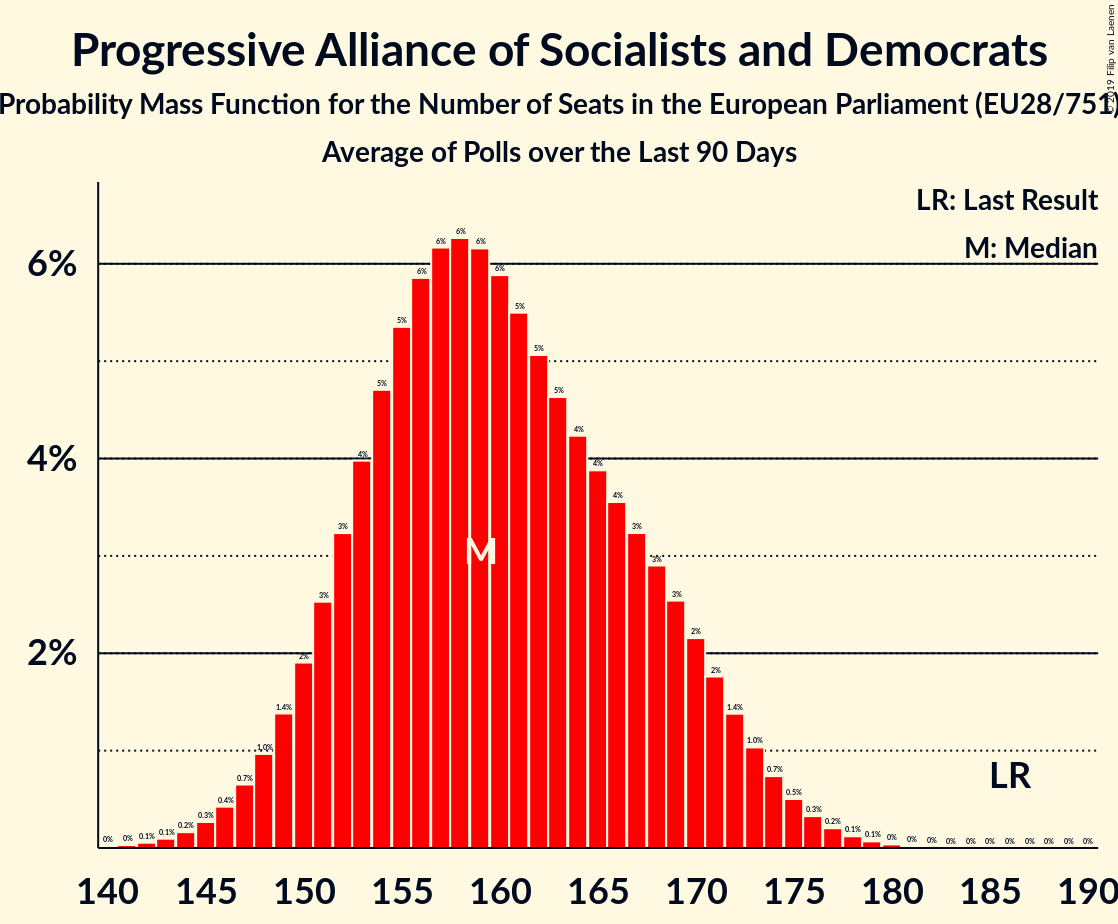 Progressive Alliance of Socialists and Democrats
Probability Mass Function for the Number of Seats in the European Parliament (EU28/751)
Average of Polls over the Last 90 Days
© 2019 Filip van Laenen
LR: Last Result
M: Median
6%
4%
2%
0% 0% 0.1% 0.1% 0.2% 0.3% 0.4% 0.7% 1.0% 1.4% 2% 3% 3% 4% 5% 5% 6% 6% 6% 6% 6% 5% 5% 5% 4% 4% 4% 3% 3% 3% 2% 2% 1.4% 1.0% 0.7% 0.5% 0.3% 0.2% 0.1% 0.1% 0% 0% 0% 0% 0% 0% 0% 0% 0% 0% 0%
M
LR
140 145 150 155 160 165 170 175 180 185 190